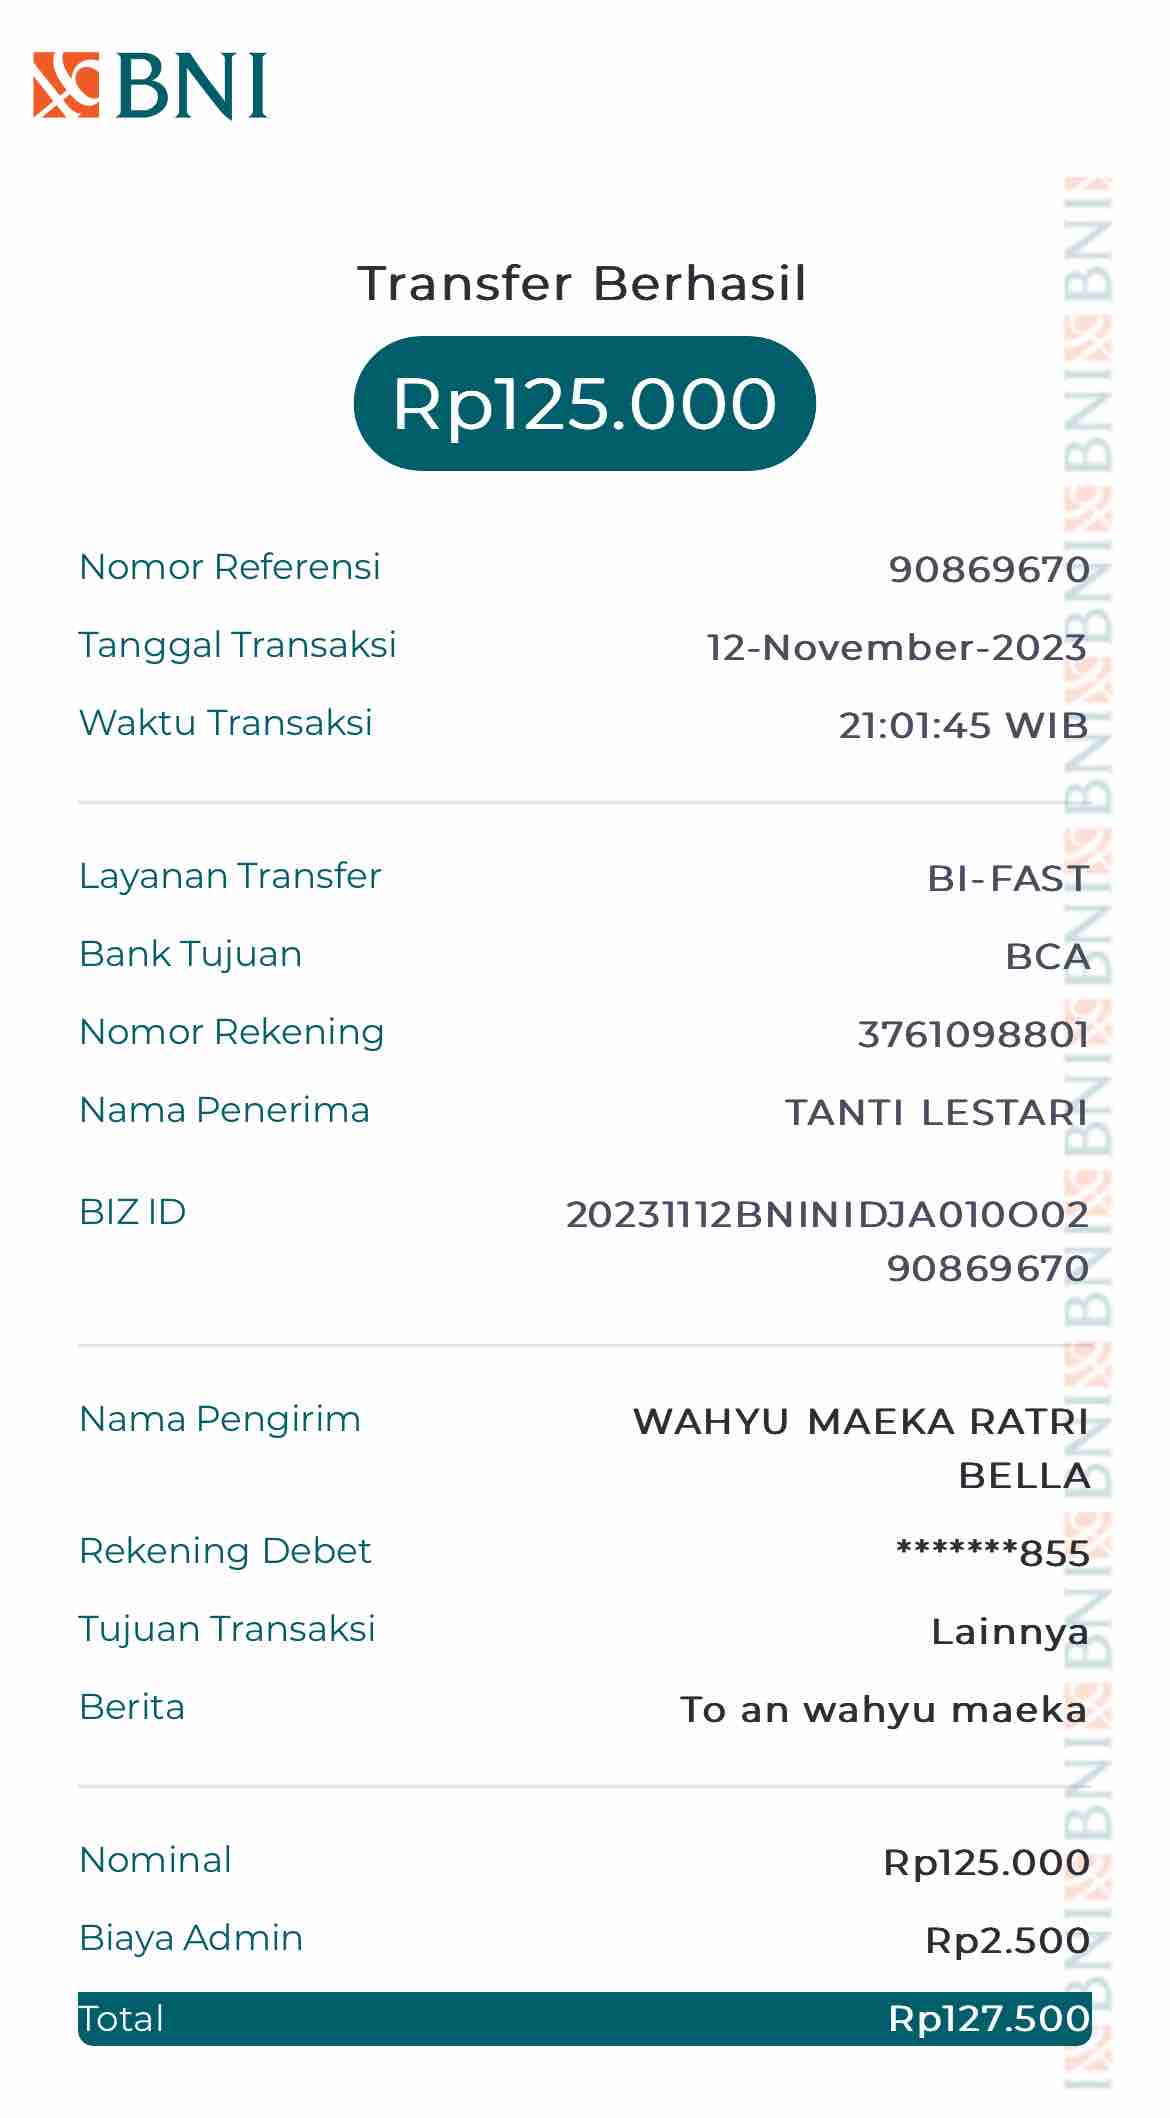 BNI
Transfer Berhasil
Rp125.000
Nomor Referensi 90869670
Tanggal Transaksi 12-November-2023
Waktu Transaksi 21:01:45 WIB
Layanan Transfer BI-FAST
Bank Tujuan BCA
Nomor Rekening 3761098801
Nama Penerima TANTI LESTARI
BIZ ID 20231112BNINIDJA010O02
90869670
Nama Pengirim WAHYU MAEKA RATRI
BELLA
Rekening Debet *******855
Tujuan Transaksi Lainnya
Berita To an wahyu maeka
Nominal Rp125.000
Biaya Admin Rp2.500
Total Rp127.500
BNI BNI BNI BNI BNI BNI BNI BNI BNI BNI BNI